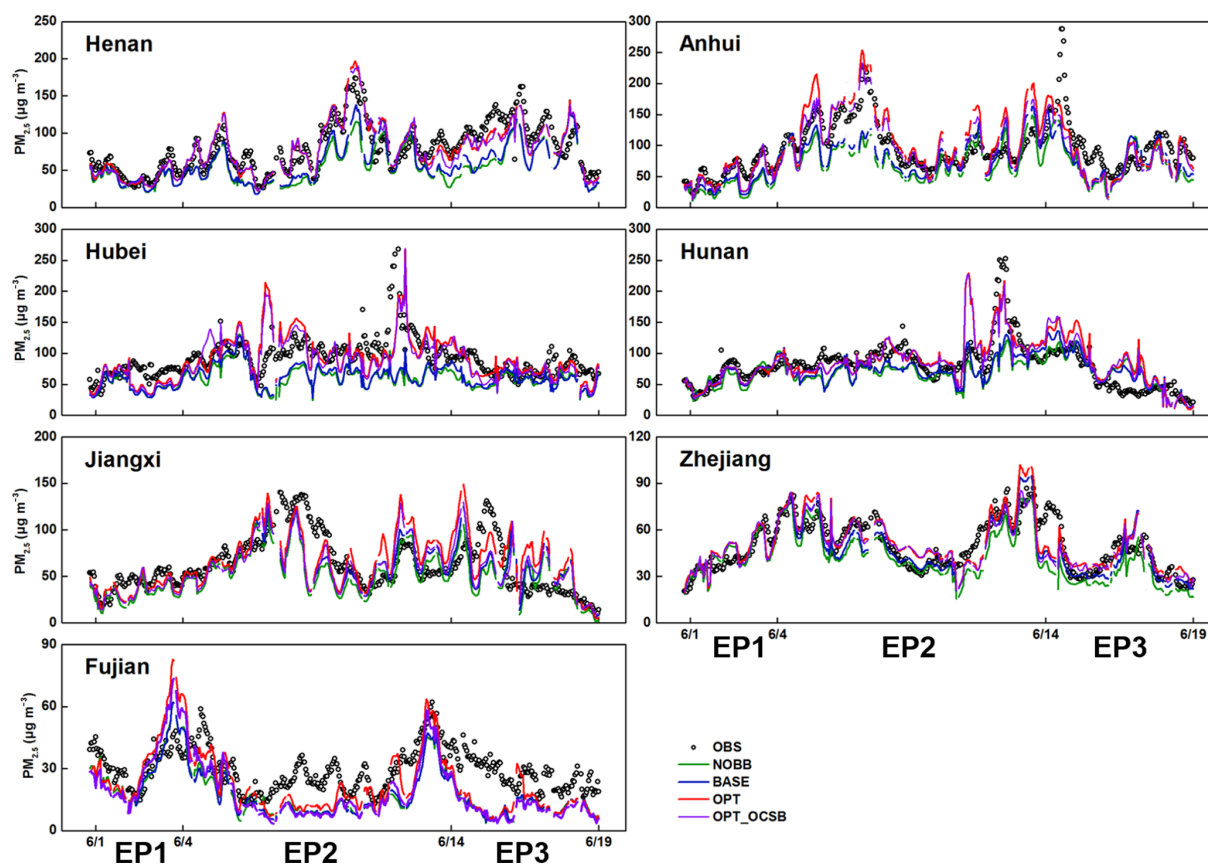 Henan
PM2.5 (µg m−3)
250
200
150
100
50
0
Anhui
300
250
200
150
100
50
0
Hubei
PM2.5 (µg m−3)
300
250
200
150
100
50
0
Hunan
300
250
200
150
100
50
0
Jiangxi
PM2.5 (µg m−3)
200
150
100
50
0
Zhejiang
120
90
60
30
0
6/1
6/4
6/14
6/19
EP1
EP2
EP3
Fujian
PM2.5 (µg m−3)
90
60
30
0
6/1
6/4
6/14
6/19
EP1
EP2
EP3
OBS
NOBB
BASE
OPT
OPT_OCSB